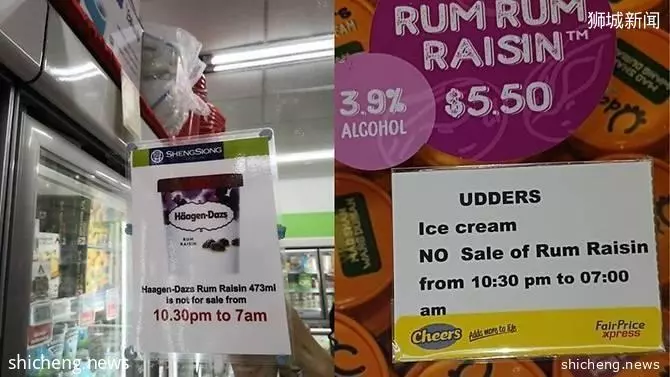 SHENG SIONG
Häagen-Dazs
RUM
RAISIN
Haagen-Dazs Rum Raisin 473ml
is not for sale from
10.30pm to 7am
shicheng.news
狮城新闻
RUM RUM
RAISIN™
3.9%
ALCOHOL
$5.50
UDDERS
Ice cream
NO Sale of Rum Raisin
from 10:30 pm to 07:00
am
Cheers Adds more to life
FairPrice
xpress
shicheng.news